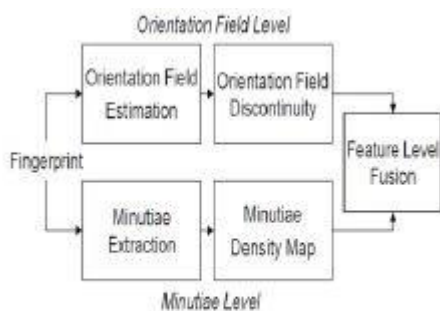 Orientation Field Level
Orientation Field
Estimation
Orientation Field
Discontinuity
Fingerprint
Feature Level
Fusion
Minutiae
Extraction
Minutiae
Density Map
Minutiae Level